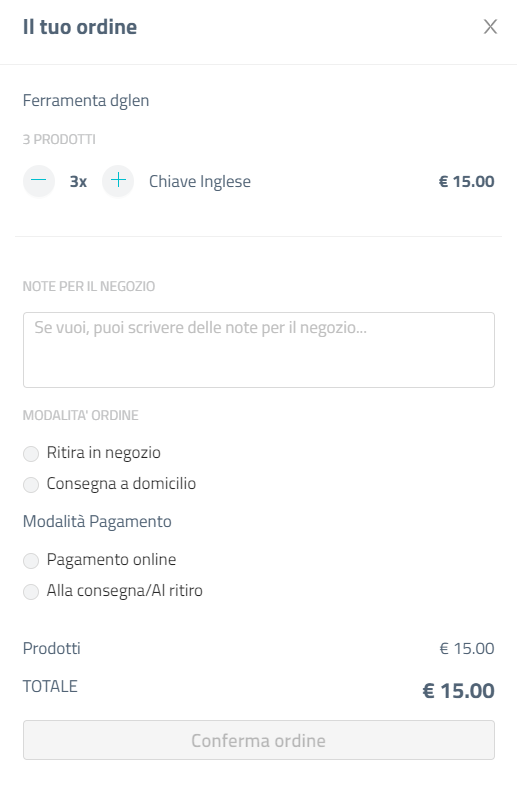 Il tuo ordine
Ferramenta dglen
3 PRODOTTI
3x Chiave Inglese € 15.00
NOTE PER IL NEGOZIO
Se vuoi, puoi scrivere delle note per il negozio...
MODALITA' ORDINE
Ritira in negozio
Consegna a domicilio
Modalità Pagamento
Pagamento online
Alla consegna/Al ritiro
Prodotti € 15.00
TOTALE € 15.00
Conferma ordine